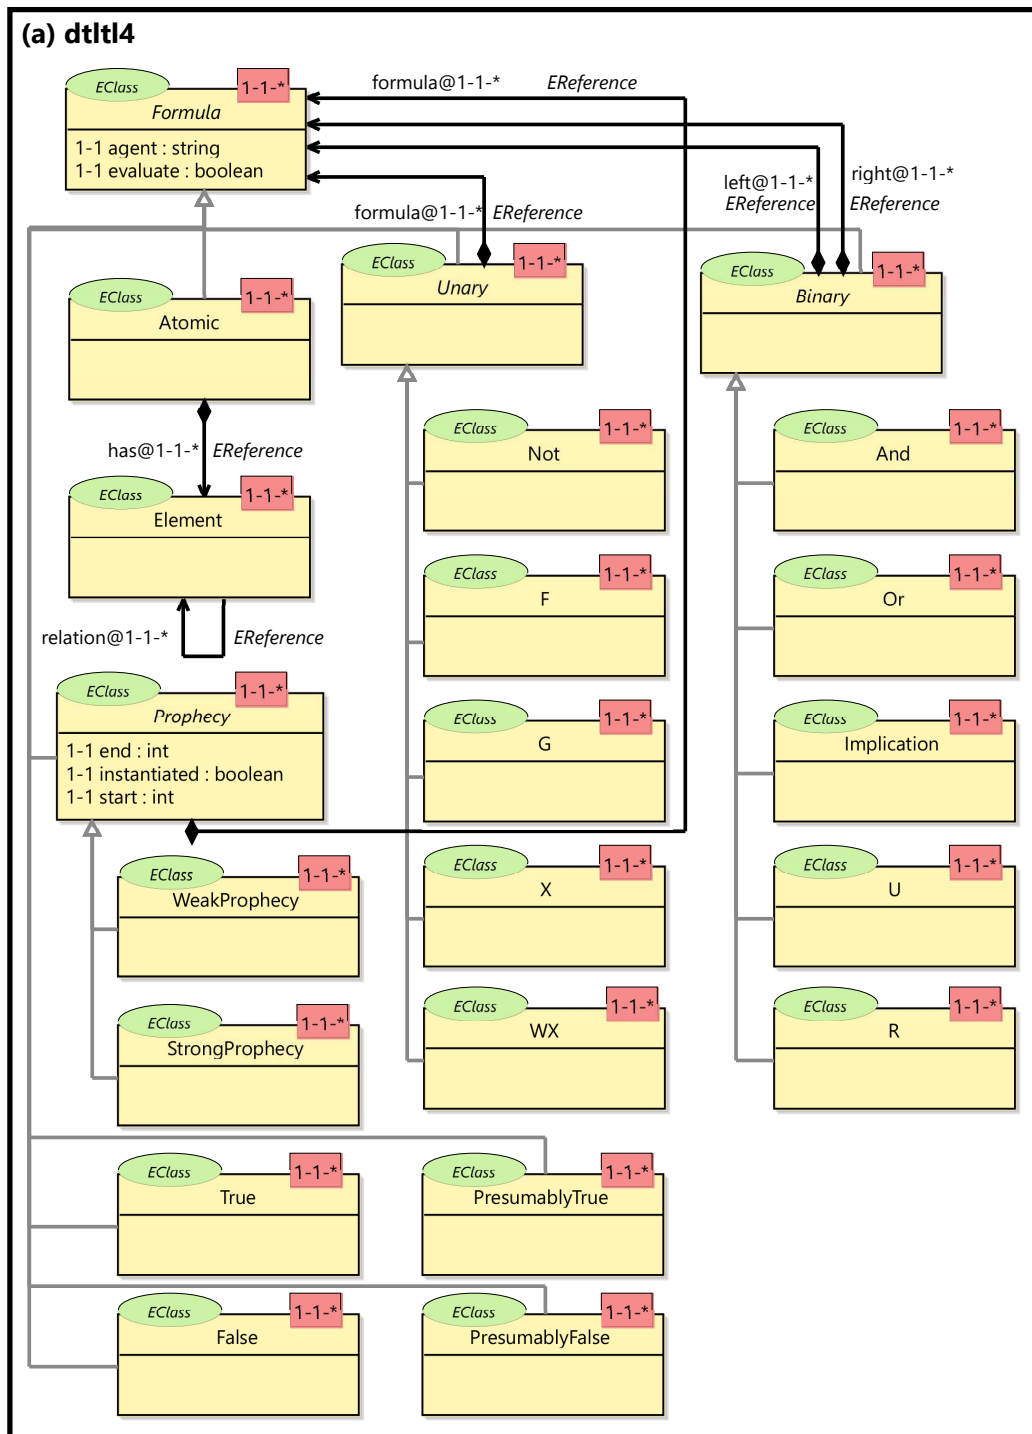 (a) dtltl4
formula@1-1-* EReference
EClass 1-1-*
Formula
1-1 agent : string
1-1 evaluate : boolean
left@1-1-*
EReference
right@1-1-*
EReference
formula@1-1-* EReference
EClass 1-1-*
Atomic
EClass 1-1-*
Unary
EClass 1-1-*
Binary
has@1-1-* EReference
EClass 1-1-*
Element
relation@1-1-* EReference
EClass 1-1-*
Prophecy
1-1 end : int
1-1 instantiated : boolean
1-1 start : int
EClass 1-1-*
WeakProphecy
EClass 1-1-*
StrongProphecy
EClass 1-1-*
Not
EClass 1-1-*
F
EClass 1-1-*
G
EClass 1-1-*
X
EClass 1-1-*
WX
EClass 1-1-*
And
EClass 1-1-*
Or
EClass 1-1-*
Implication
EClass 1-1-*
U
EClass 1-1-*
R
EClass 1-1-*
True
EClass 1-1-*
PresumablyTrue
EClass 1-1-*
False
EClass 1-1-*
PresumablyFalse